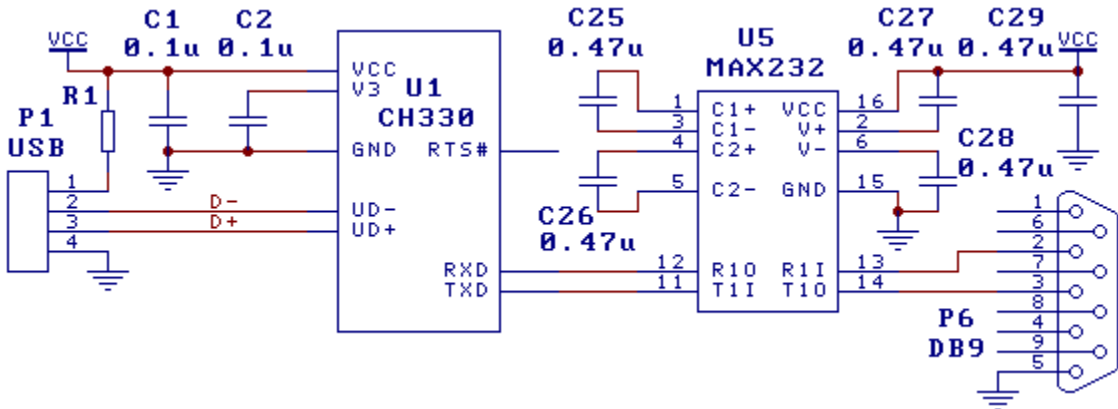 C1 C2
0.1u 0.1u
VCC
R1
P1
USB
1
2
3
4
D-
D+
VCC
V3
U1
CH330
GND RTS#
UD-
UD+
RXD
TXD
C25
0.47u
C26
0.47u
U5
MAX232
1 C1+ VCC 16
3 C1- V+ 2
4 C2+ V- 6
5 C2- GND 15
12 R1O R1I 13
11 T1I T1O 14
C27 C29
0.47u 0.47u
VCC
C28
0.47u
1
6
2
7
3
8
4
9
5
P6
DB9